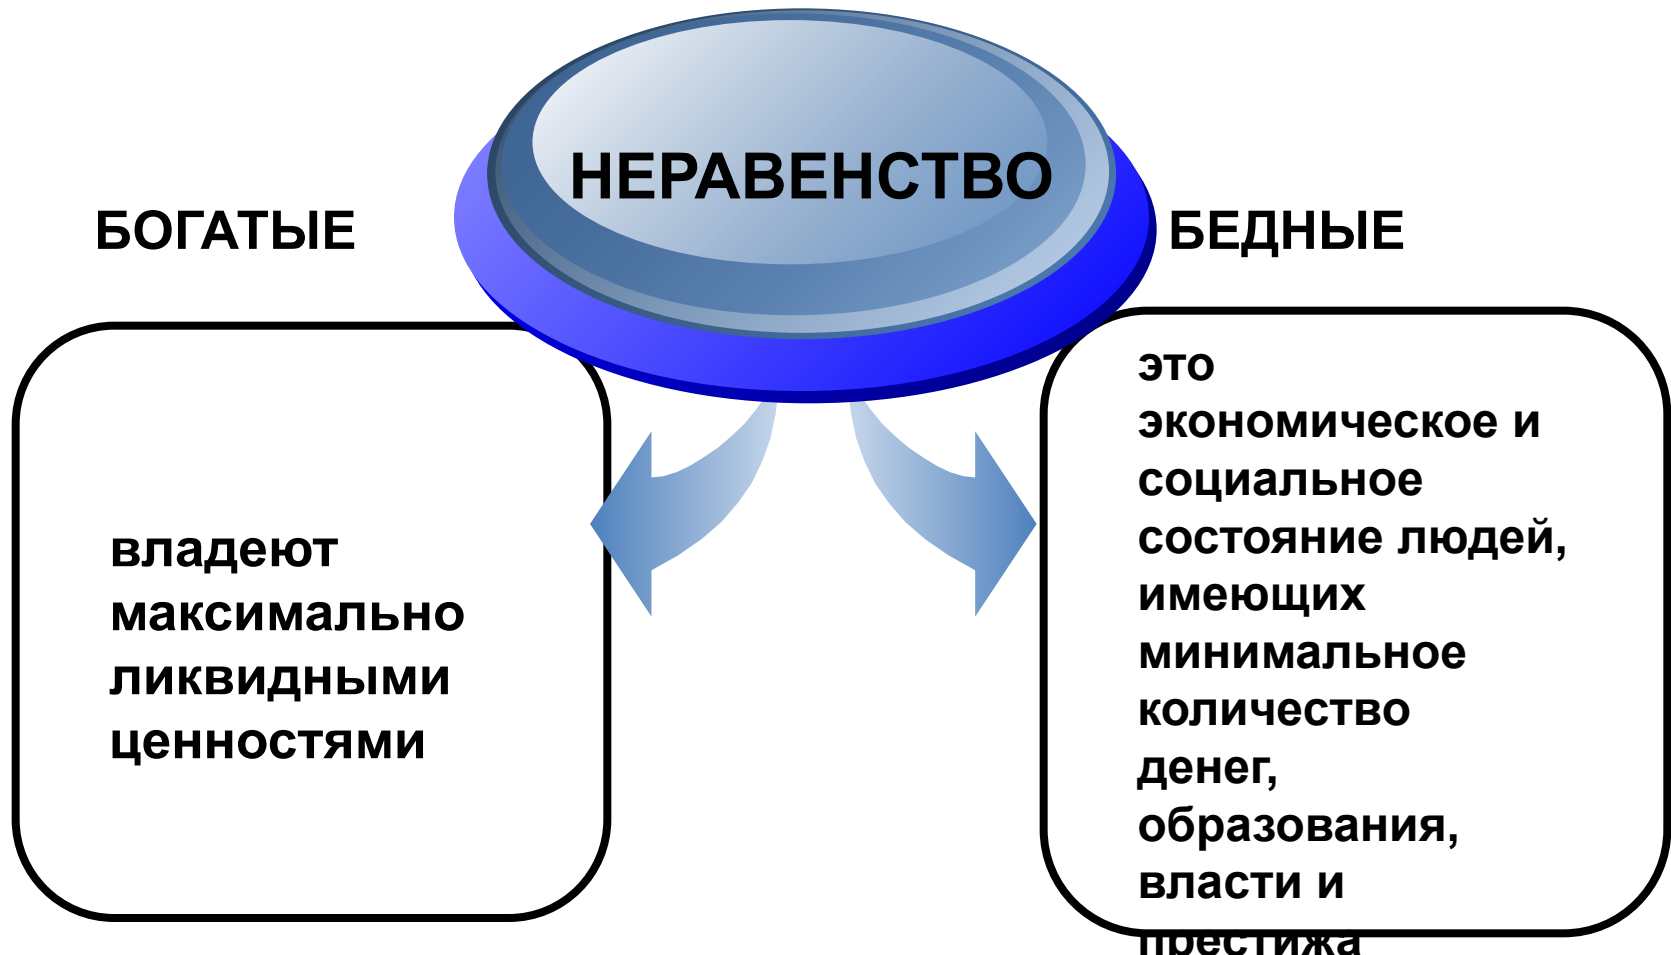 НЕРАВЕНСТВО
БОГАТЫЕ
БЕДНЫЕ
владеют
максимально
ликвидными
ценностями
это
экономическое и
социальное
состояние людей,
имеющих
минимальное
количество
денег,
образования,
власти и
престижа